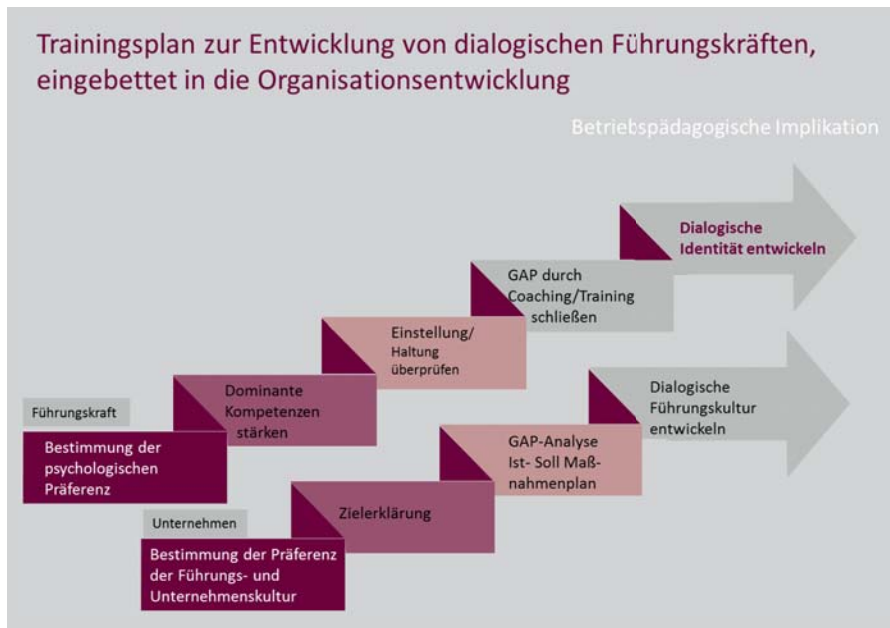 Trainingsplan zur Entwicklung von dialogischen Führungskräften,
eingebettet in die Organisationsentwicklung
Betriebspädagogische Implikation
Dialogische
Identität entwickeln
GAP durch
Coaching/Training
schließen
Einstellung/
Haltung
überprüfen
Dominante
Kompetenzen
stärken
Führungskraft
Bestimmung der
psychologischen
Präferenz
Dialogische
Führungskultur
entwickeln
GAP-Analyse
Ist- Soll Maß-
nahmenplan
Zielerklärung
Unternehmen
Bestimmung der Präferenz
der Führungs- und
Unternehmenskultur